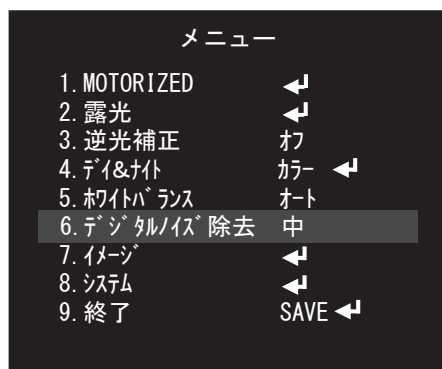 メニュー
1. MOTORIZED ↲
2. 露光 ↲
3. 逆光補正 オフ
4. ﾃﾞｲ&ﾅｲﾄ ｶﾗｰ ↲
5. ﾎﾜｲﾄﾊﾞﾗﾝｽ ｵｰﾄ
6. ﾃﾞｼﾞﾀﾙﾉｲｽﾞ除去 中
7. ｲﾒｰｼﾞ ↲
8. ｼｽﾃﾑ ↲
9. 終了 SAVE ↲